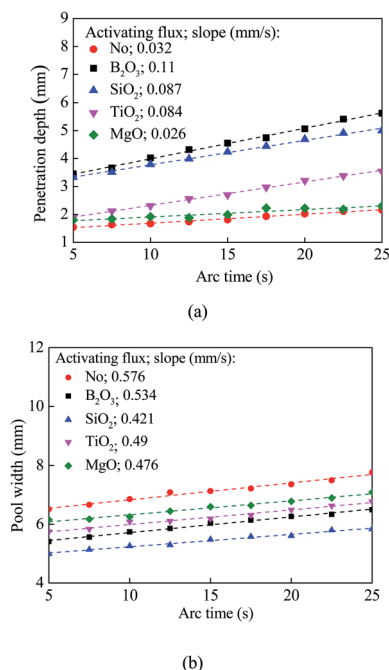 Activating flux; slope (mm/s):
No; 0.032
B₂O₃; 0.11
SiO₂; 0.087
TiO₂; 0.084
MgO; 0.026
Penetration depth (mm)
9
8
7
6
5
4
3
2
1
5 10 15 20 25
Arc time (s)
(a)
Activating flux; slope (mm/s):
No; 0.576
B₂O₃; 0.534
SiO₂; 0.421
TiO₂; 0.49
MgO; 0.476
Pool width (mm)
12
10
8
6
4
5 10 15 20 25
Arc time (s)
(b)